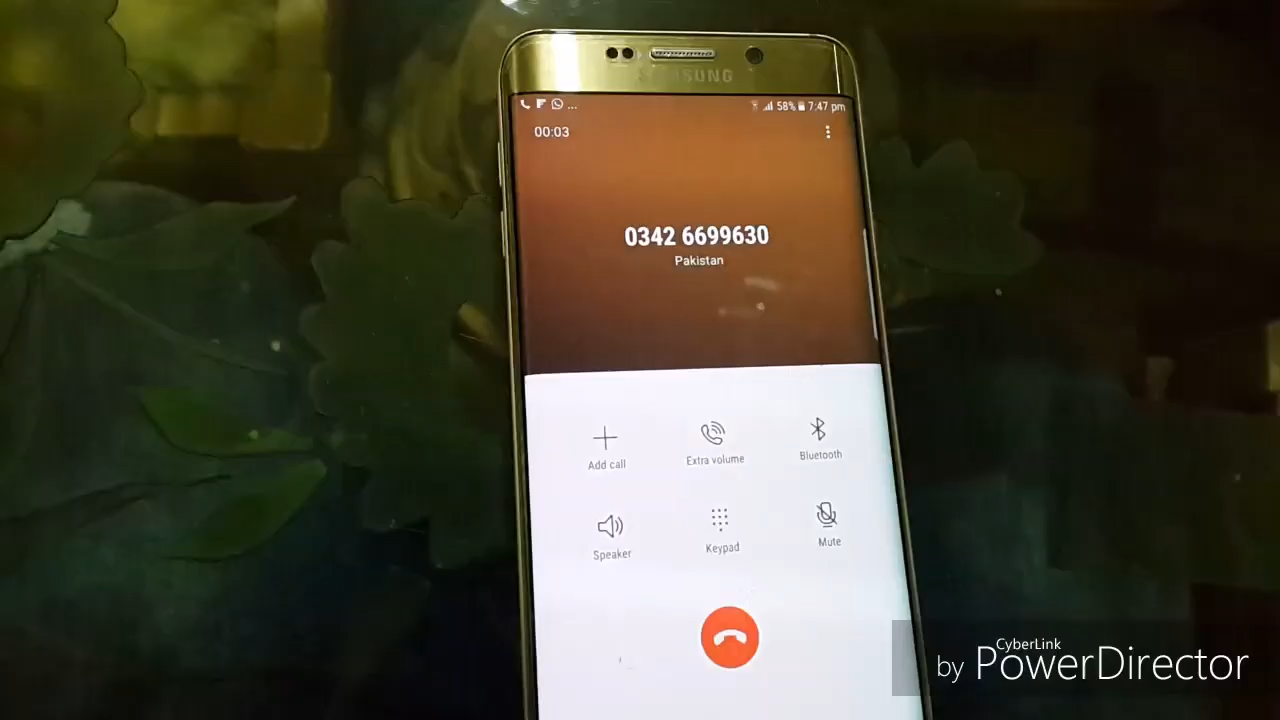 SAMSUNG
... 58% 7:47 pm
00:03
0342 6699630
Pakistan
Add call
Extra volume
Bluetooth
Speaker
Keypad
Mute
CyberLink
by PowerDirector